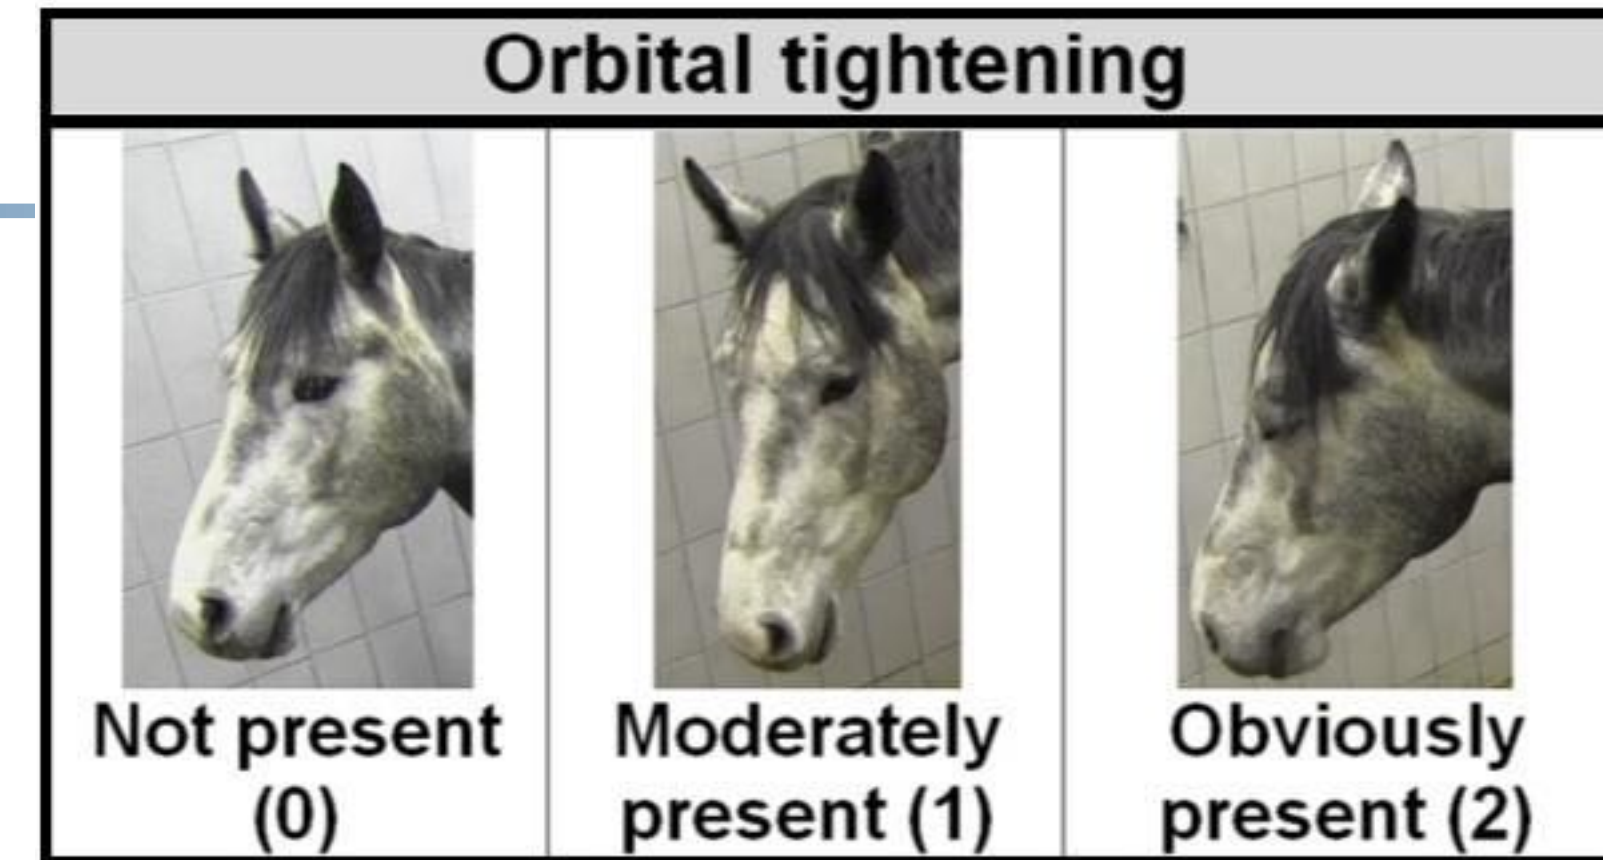 Orbital tightening
Not present
(0)
Moderately
present (1)
Obviously
present (2)